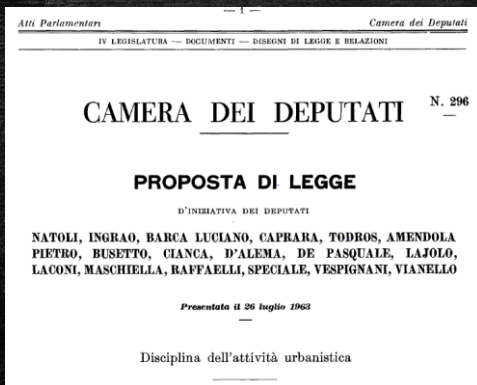 — 1 —
Atti Parlamentari Camera dei Deputati
IV LEGISLATURA — DOCUMENTI — DISEGNI DI LEGGE E RELAZIONI
CAMERA DEI DEPUTATI N. 296
PROPOSTA DI LEGGE
D'INIZIATIVA DEI DEPUTATI
NATOLI, INGRAO, BARCA LUCIANO, CAPRARA, TODROS, AMENDOLA
PIETRO, BUSETTO, CIANCA, D'ALEMA, DE PASQUALE, LAJOLO,
LACONI, MASCHIELLA, RAFFAELLI, SPECIALE, VESPIGNANI, VIANELLO
Presentata il 26 luglio 1963
Disciplina dell'attività urbanistica